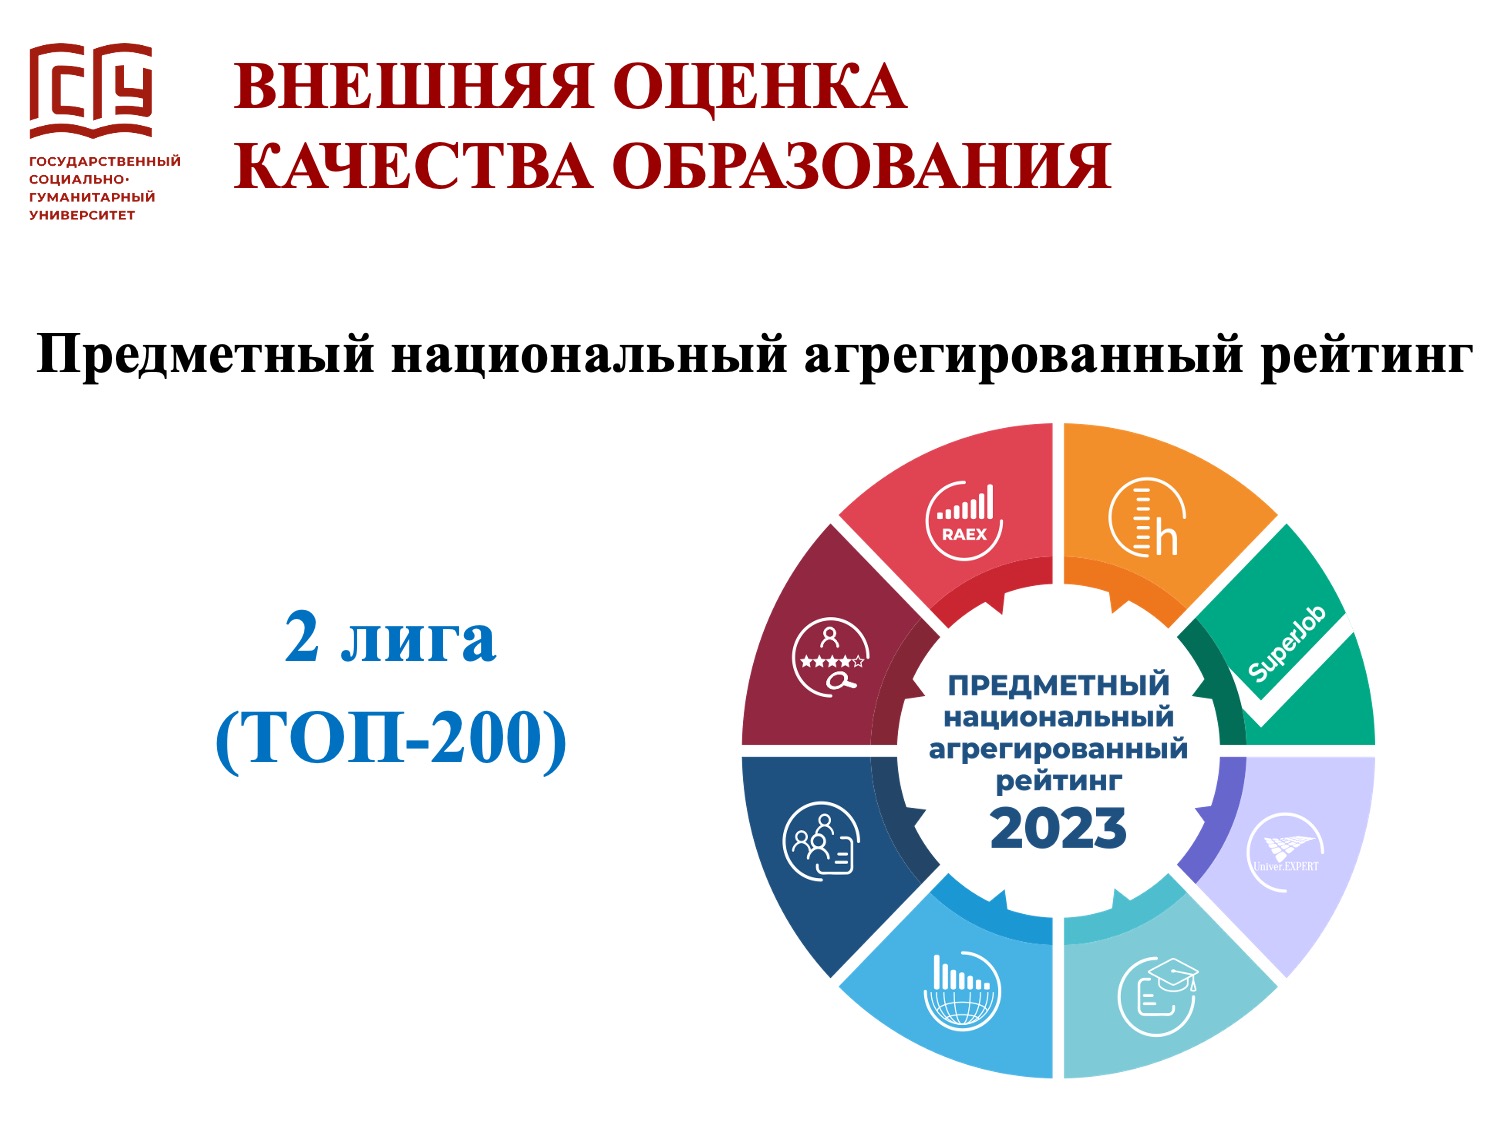 ГОСУДАРСТВЕННЫЙ
СОЦИАЛЬНО-
ГУМАНИТАРНЫЙ
УНИВЕРСИТЕТ
ВНЕШНЯЯ ОЦЕНКА
КАЧЕСТВА ОБРАЗОВАНИЯ
Предметный национальный агрегированный рейтинг
2 лига
(ТОП-200)
RAEX
h
SuperJob
ПРЕДМЕТНЫЙ
национальный
агрегированный
рейтинг
2023
Univer.EXPERT